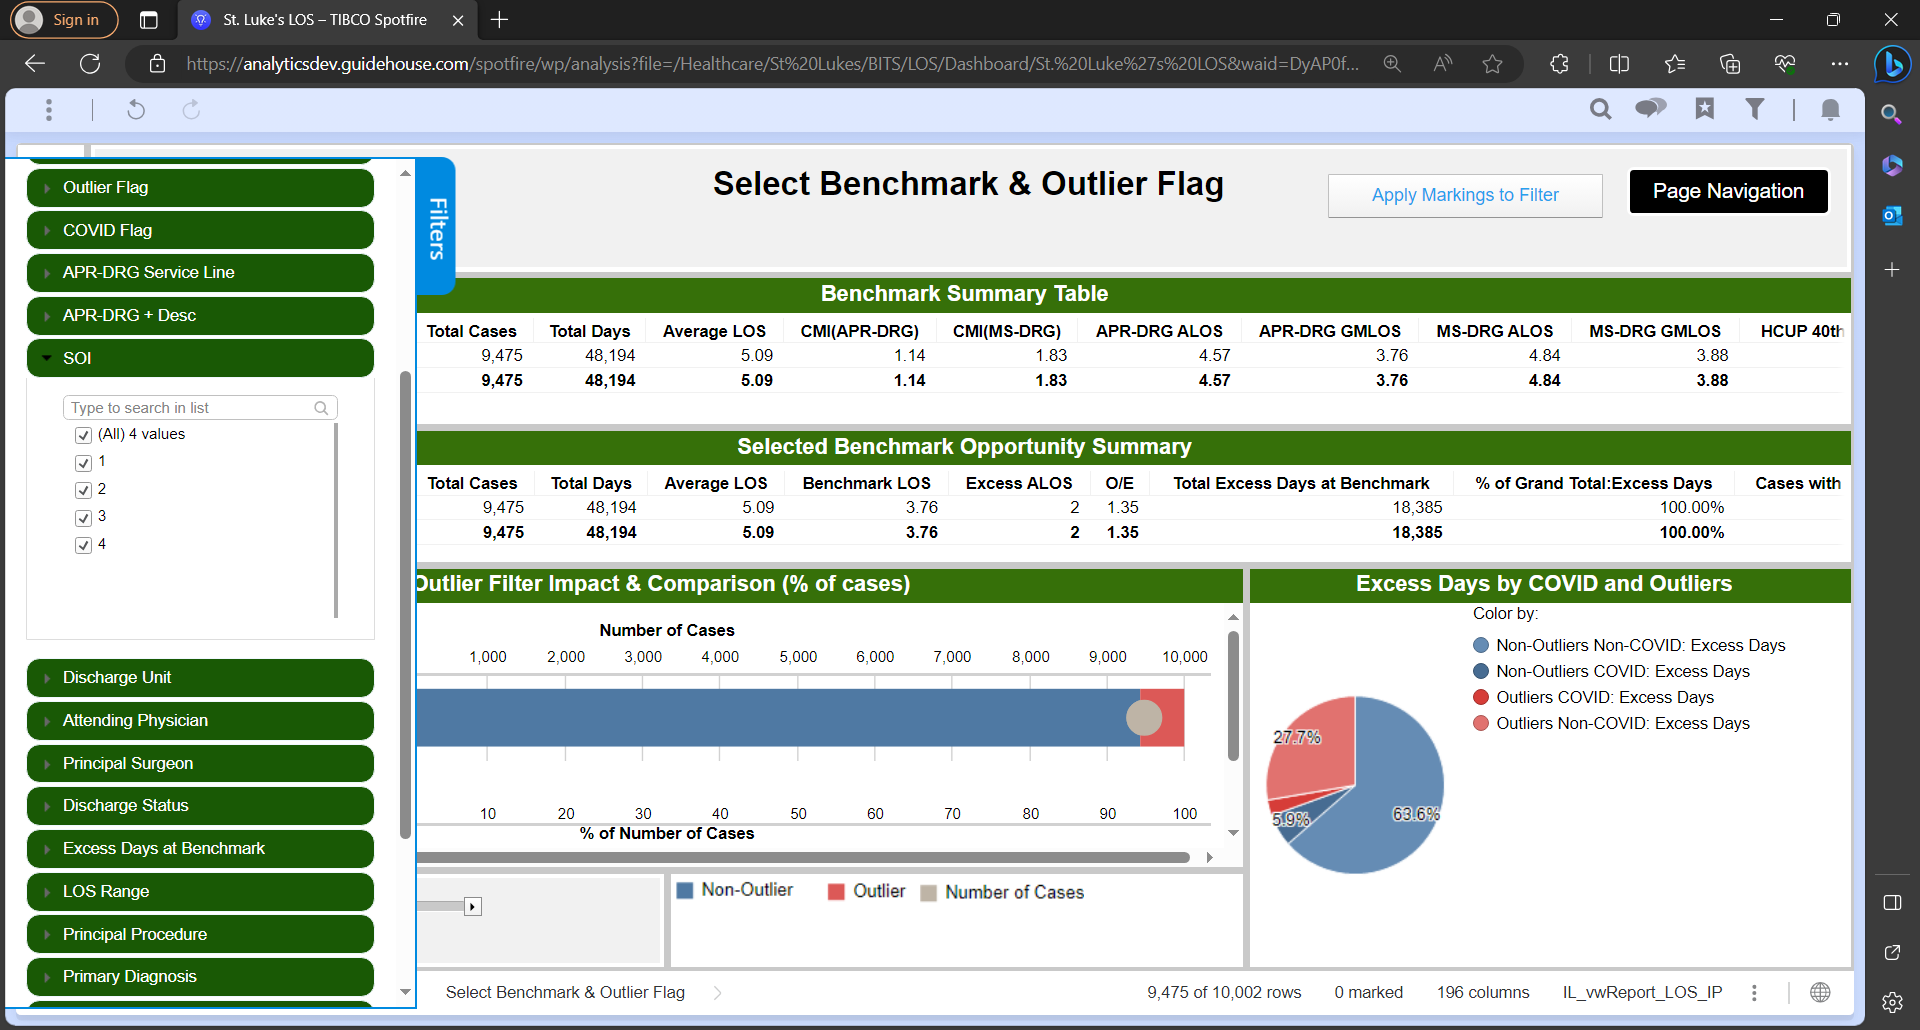 Sign in
St. Luke's LOS – TIBCO Spotfire
https://analyticsdev.guidehouse.com/spotfire/wp/analysis?file=/Healthcare/St%20Lukes/BITS/LOS/Dashboard/St.%20Luke%27s%20LOS&waid=DyAP0f...
Select Benchmark & Outlier Flag
Apply Markings to Filter
Page Navigation
Filters
Outlier Flag
COVID Flag
APR-DRG Service Line
APR-DRG + Desc
SOI
Type to search in list
(All) 4 values
1
2
3
4
Discharge Unit
Attending Physician
Principal Surgeon
Discharge Status
Excess Days at Benchmark
LOS Range
Principal Procedure
Primary Diagnosis
Benchmark Summary Table
Total Cases Total Days Average LOS CMI(APR-DRG) CMI(MS-DRG) APR-DRG ALOS APR-DRG GMLOS MS-DRG ALOS MS-DRG GMLOS HCUP 40th
9,475 48,194 5.09 1.14 1.83 4.57 3.76 4.84 3.88
9,475 48,194 5.09 1.14 1.83 4.57 3.76 4.84 3.88
Selected Benchmark Opportunity Summary
Total Cases Total Days Average LOS Benchmark LOS Excess ALOS O/E Total Excess Days at Benchmark % of Grand Total:Excess Days Cases with
9,475 48,194 5.09 3.76 2 1.35 18,385 100.00%
9,475 48,194 5.09 3.76 2 1.35 18,385 100.00%
Outlier Filter Impact & Comparison (% of cases)
Number of Cases
1,000 2,000 3,000 4,000 5,000 6,000 7,000 8,000 9,000 10,000
10 20 30 40 50 60 70 80 90 100
% of Number of Cases
Non-Outlier Outlier Number of Cases
Excess Days by COVID and Outliers
Color by:
Non-Outliers Non-COVID: Excess Days
Non-Outliers COVID: Excess Days
Outliers COVID: Excess Days
Outliers Non-COVID: Excess Days
27.7%
5.9%
63.6%
Select Benchmark & Outlier Flag
9,475 of 10,002 rows 0 marked 196 columns IL_vwReport_LOS_IP